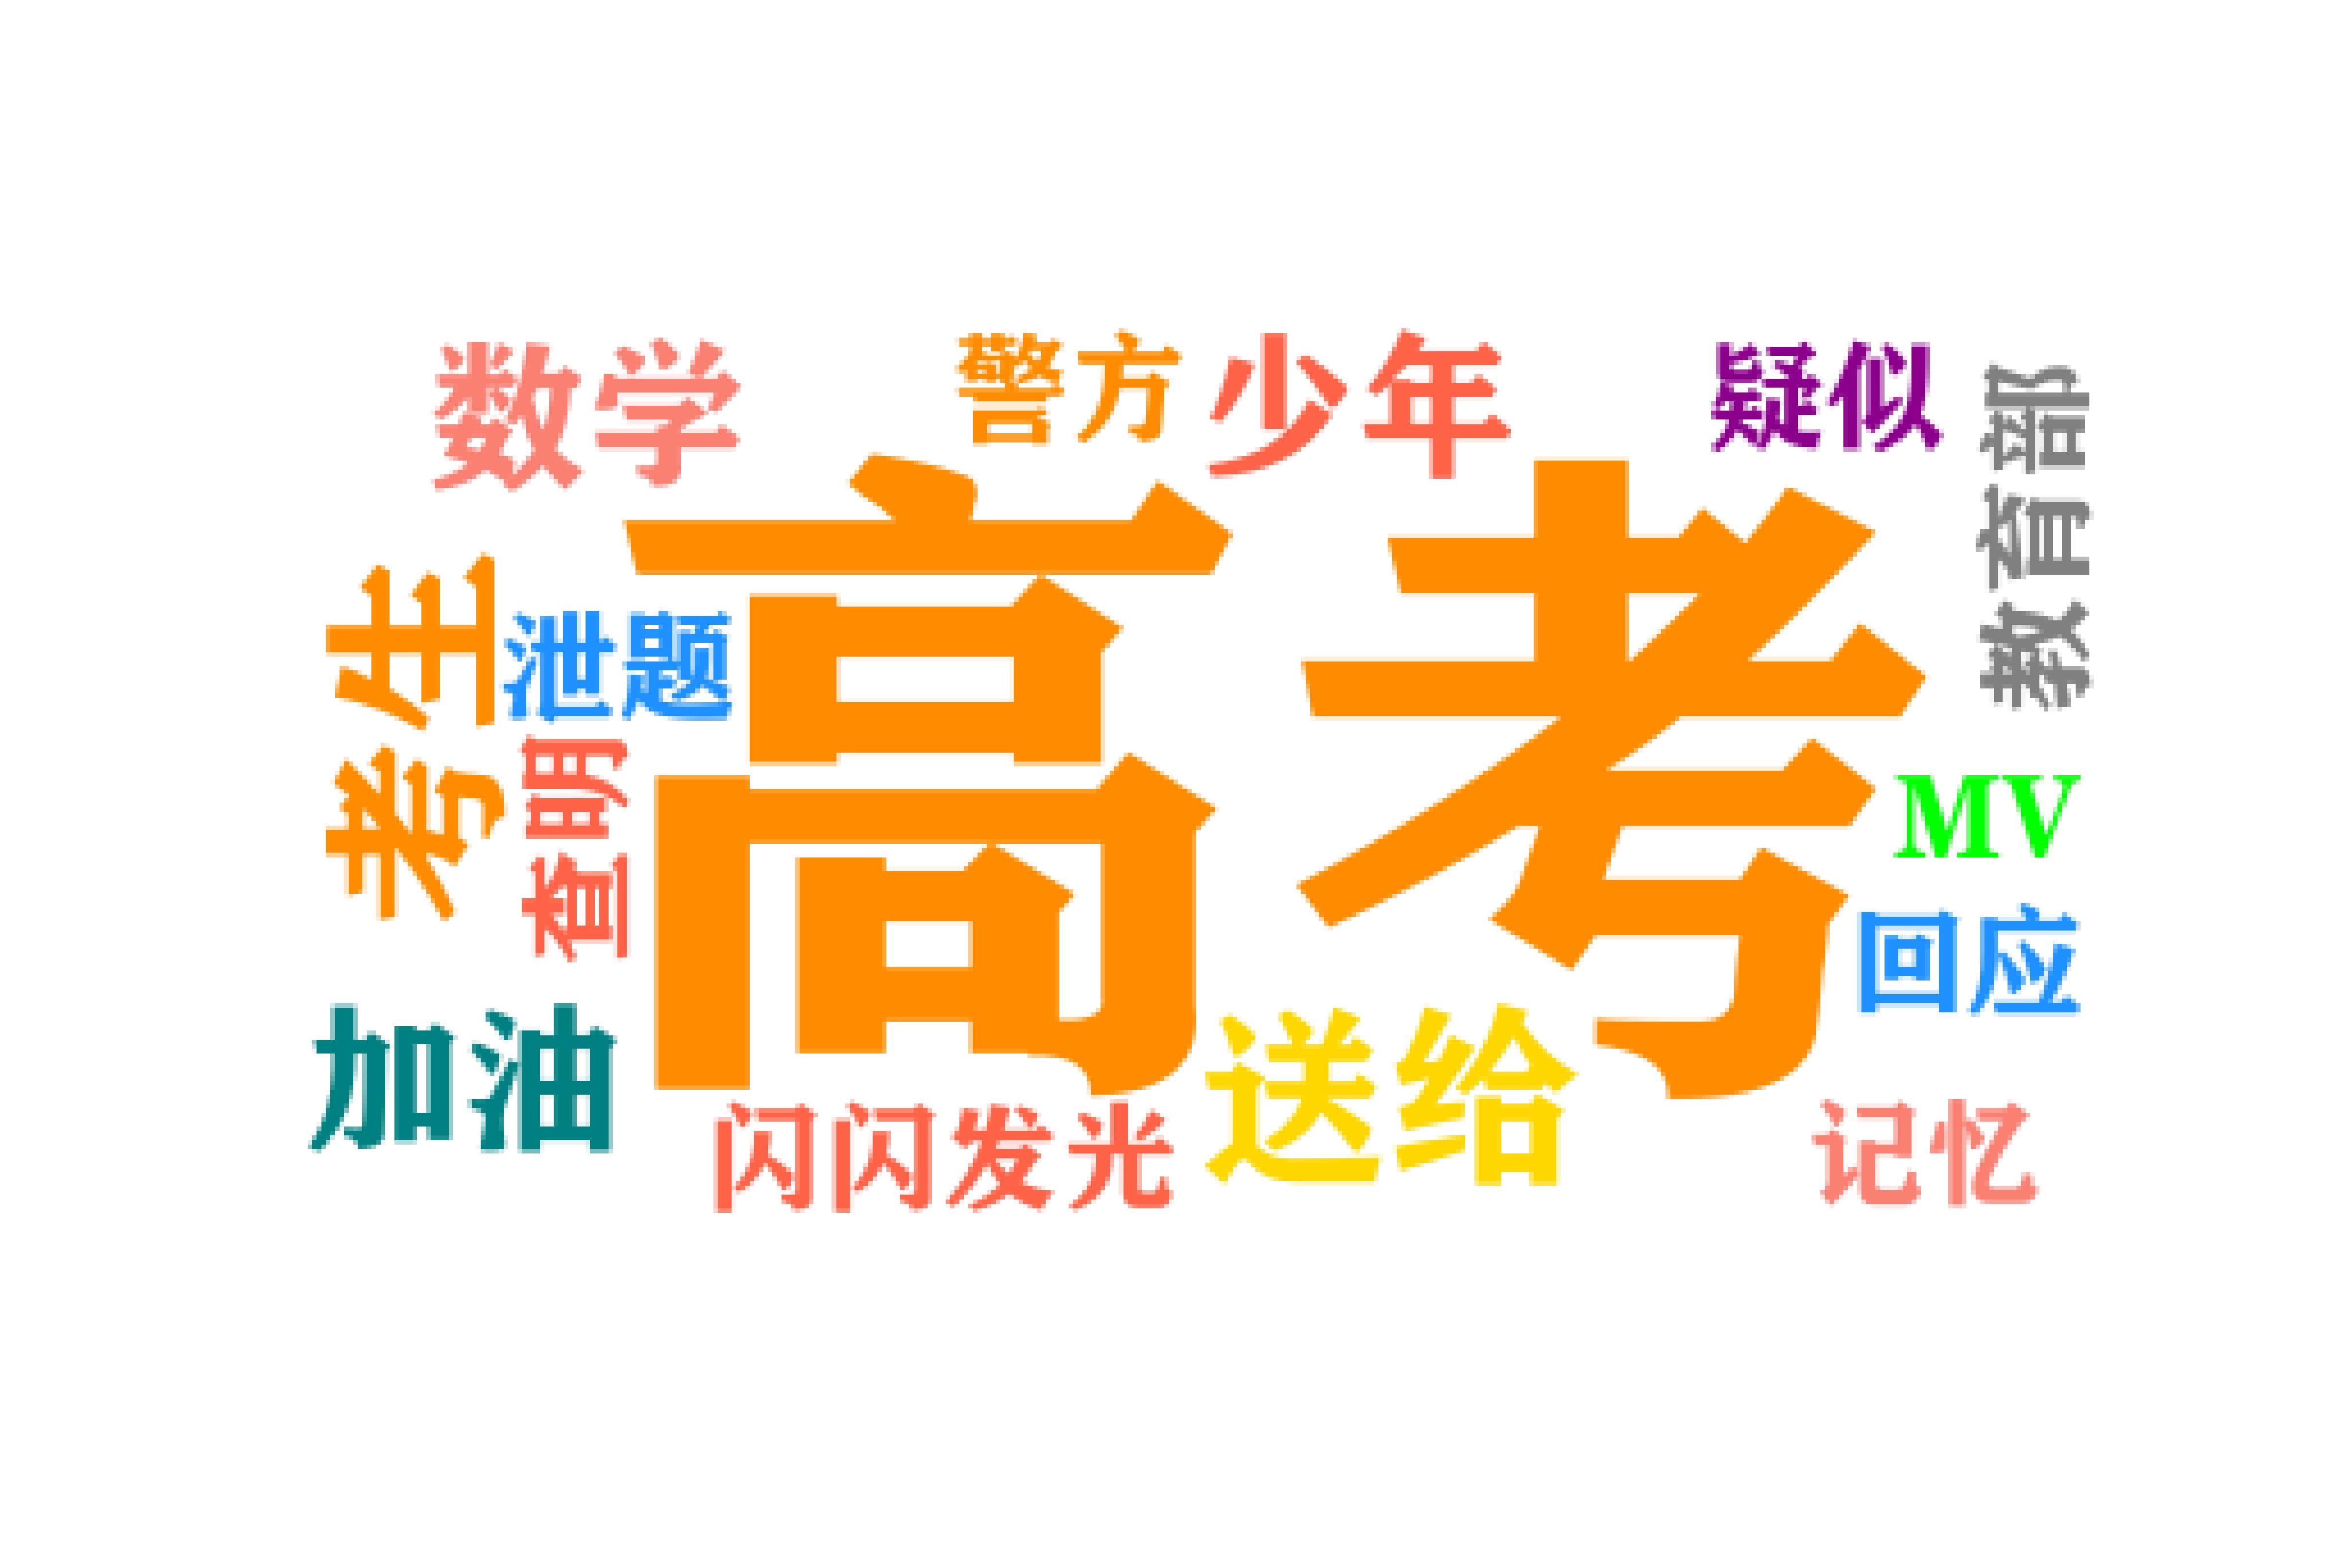 数学
警方
少年
疑似
教育部
高考
考生
泄题
查明
MV
回应
加油
送给
闪闪发光
记忆